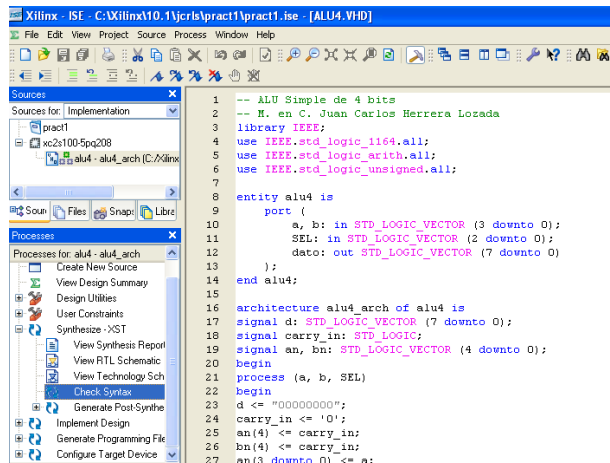 Xilinx - ISE - C:\Xilinx\10.1\jcrls\pract1\pract1.ise - [ALU4.VHD]
File Edit View Project Source Process Window Help
Sources
Sources for: Implementation
pract1
xc2s100-5pq208
alu4 - alu4_arch (C:/Xilinx
Sour Files Snap: Libra
Processes
Processes for: alu4 - alu4_arch
Create New Source
View Design Summary
Design Utilities
User Constraints
Synthesize - XST
View Synthesis Report
View RTL Schematic
View Technology Sch
Check Syntax
Generate Post-Synthe
Implement Design
Generate Programming File
Configure Target Device
1 -- ALU Simple de 4 bits
2 -- M. en C. Juan Carlos Herrera Lozada
3 library IEEE;
4 use IEEE.std_logic_1164.all;
5 use IEEE.std_logic_arith.all;
6 use IEEE.std_logic_unsigned.all;
7
8 entity alu4 is
9 port (
10 a, b: in STD_LOGIC_VECTOR (3 downto 0);
11 SEL: in STD_LOGIC_VECTOR (2 downto 0);
12 dato: out STD_LOGIC_VECTOR (7 downto 0)
13 );
14 end alu4;
15
16 architecture alu4_arch of alu4 is
17 signal d: STD_LOGIC_VECTOR (7 downto 0);
18 signal carry_in: STD_LOGIC;
19 signal an, bn: STD_LOGIC_VECTOR (4 downto 0);
20 begin
21 process (a, b, SEL)
22 begin
23 d <= "00000000";
24 carry_in <= '0';
25 an(4) <= carry_in;
26 bn(4) <= carry_in;
27 an(3 downto 0) <= a;